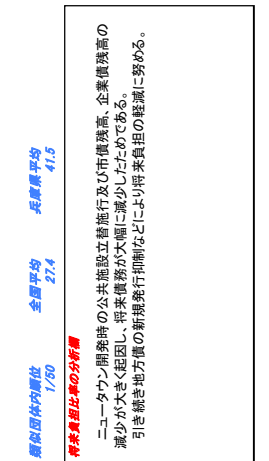 類似団体内順位 全国平均 兵庫県平均
1/50 27.4 41.5
将来負担比率の分析欄
ニュータウン開発時の公共施設立替施行及び市債残高、企業債残高の
減少が大きく起因し、将来債務が大幅に減少したためである。
引き続き地方債の新規発行抑制などにより将来負担の軽減に努める。